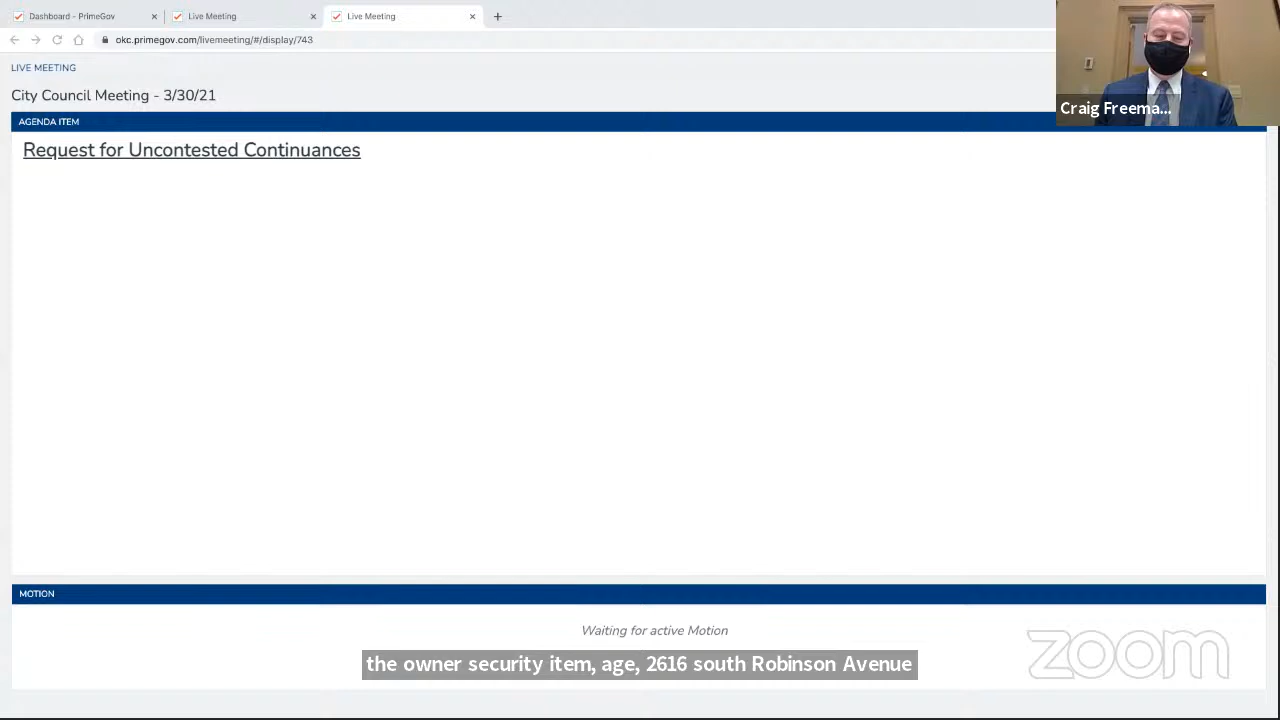 Dashboard - PrimeGov
Live Meeting
Live Meeting
okc.primegov.com/livemeeting/#/display/743
LIVE MEETING
City Council Meeting - 3/30/21
Craig Freema...
AGENDA ITEM
Request for Uncontested Continuances
MOTION
Waiting for active Motion
zoom
the owner security item, age, 2616 south Robinson Avenue